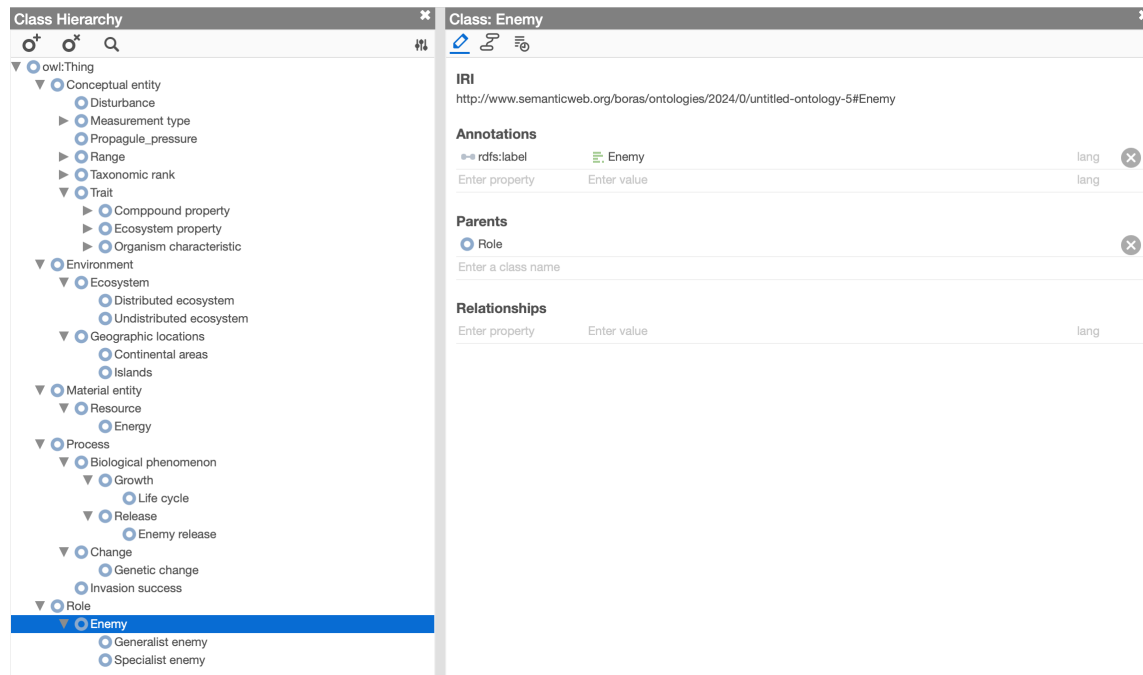 Class Hierarchy
owl:Thing
Conceptual entity
Disturbance
Measurement type
Propagule_pressure
Range
Taxonomic rank
Trait
Comppound property
Ecosystem property
Organism characteristic
Environment
Ecosystem
Distributed ecosystem
Undistributed ecosystem
Geographic locations
Continental areas
Islands
Material entity
Resource
Energy
Process
Biological phenomenon
Growth
Life cycle
Release
Enemy release
Change
Genetic change
Invasion success
Role
Enemy
Generalist enemy
Specialist enemy
Class: Enemy
IRI
http://www.semanticweb.org/boras/ontologies/2024/0/untitled-ontology-5#Enemy
Annotations
rdfs:label Enemy lang
Enter property Enter value lang
Parents
Role
Enter a class name
Relationships
Enter property Enter value lang